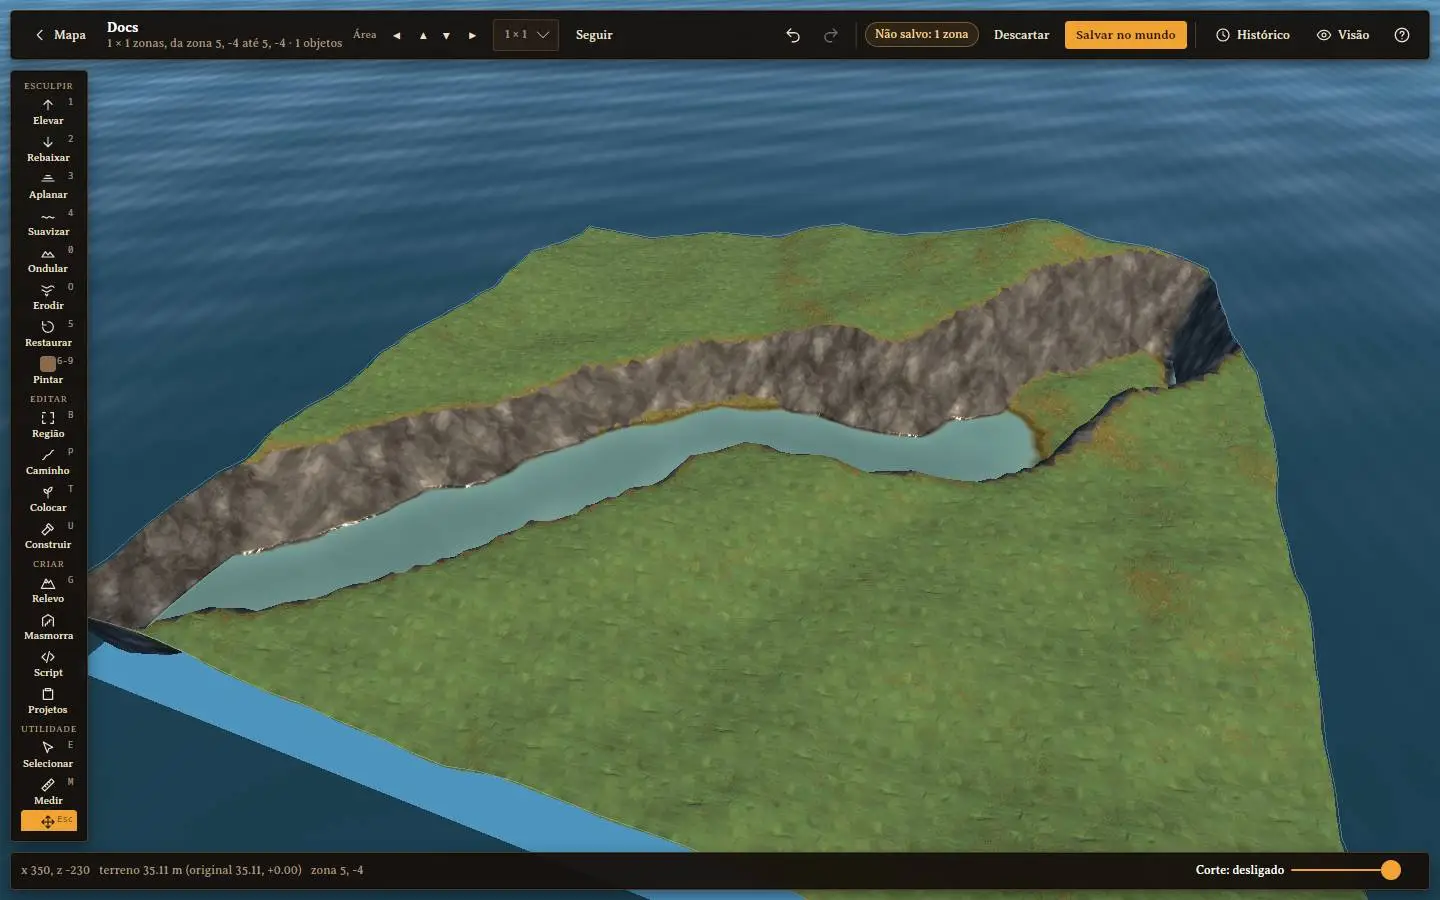 Mapa
Docs
1 × 1 zonas, da zona 5, -4 até 5, -4 · 1 objetos
Área
1 × 1
Seguir
Não salvo: 1 zona
Descartar
Salvar no mundo
Histórico
Visão
ESCULPIR
1
Elevar
2
Rebaixar
3
Aplanar
4
Suavizar
0
Ondular
O
Erodir
5
Restaurar
6-9
Pintar
EDITAR
B
Região
P
Caminho
T
Colocar
U
Construir
CRIAR
G
Relevo
Masmorra
Script
Projetos
UTILIDADE
E
Selecionar
M
Medir
Esc
x 350, z -230 terreno 35.11 m (original 35.11, +0.00) zona 5, -4
Corte: desligado